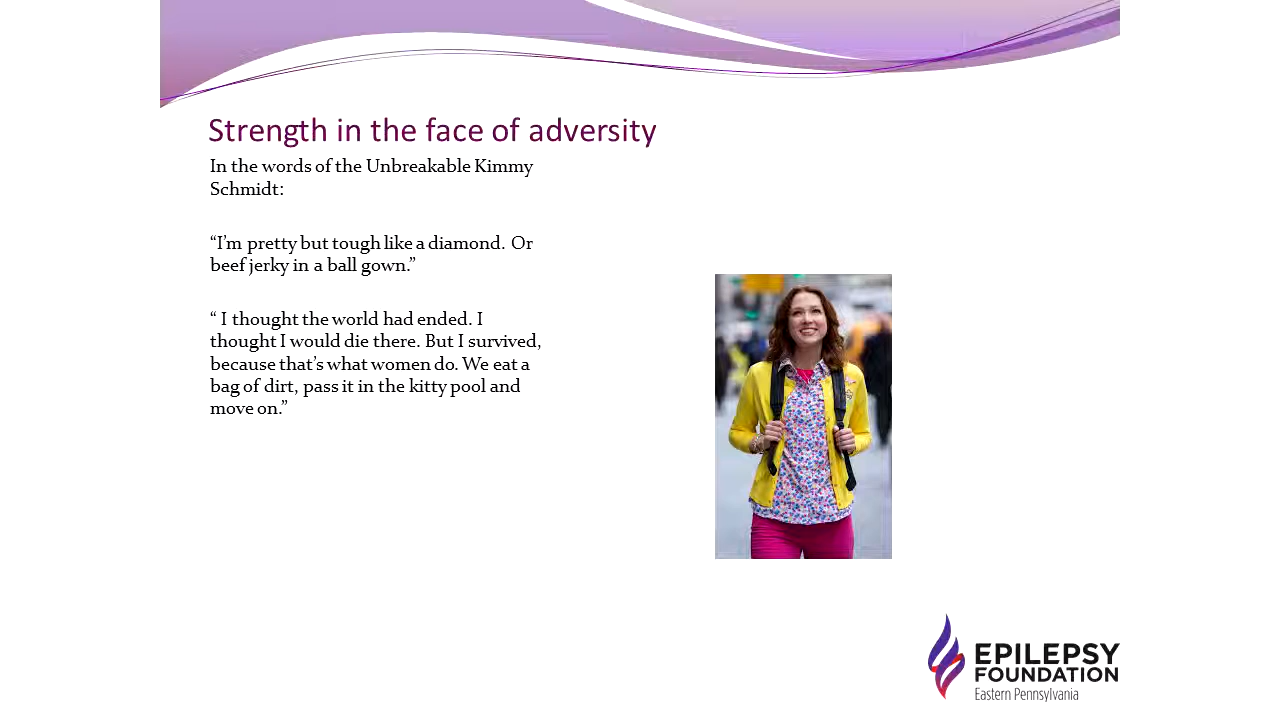 Strength in the face of adversity
In the words of the Unbreakable Kimmy
Schmidt:
“I’m pretty but tough like a diamond. Or
beef jerky in a ball gown.”
“ I thought the world had ended. I
thought I would die there. But I survived,
because that’s what women do. We eat a
bag of dirt, pass it in the kitty pool and
move on.”
EPILEPSY
FOUNDATION
Eastern Pennsylvania